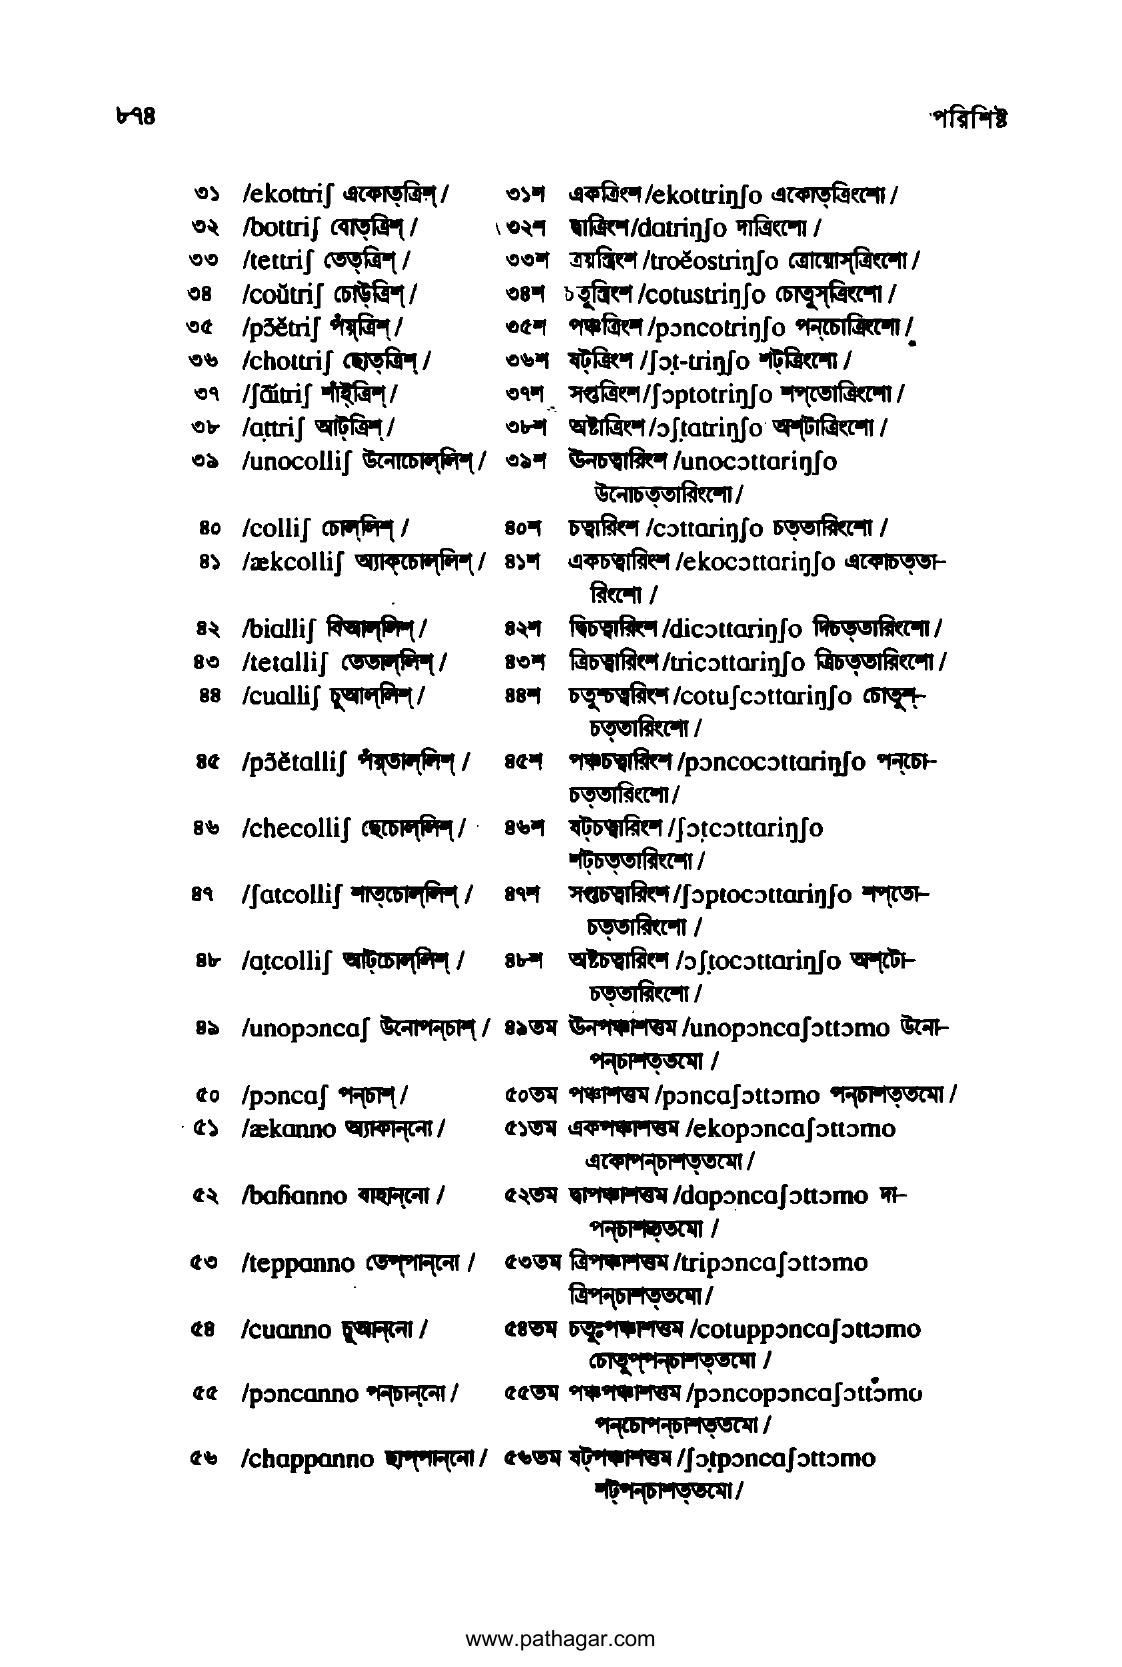 ৮৭৪ পরিশিষ্ট
৩১ /ekottriʃ একোত্ত্রিশ্ / ৩১শ একত্রিংশ /ekottriŋʃo একোত্ত্রিংশো /
৩২ /bottriʃ বোত্ত্রিশ্ / ৩২শ দ্বাত্রিংশ /datriŋʃo দাত্রিংশো /
৩৩ /tettriʃ তেত্ত্রিশ্ / ৩৩শ ত্রয়স্ত্রিংশ /troĕostriŋʃo ত্রোয়োস্ত্রিংশো /
৩৪ /coŭtriʃ চোউ্ত্রিশ্ / ৩৪শ চতুস্ত্রিংশ /cotustriŋʃo চোতুস্ত্রিংশো /
৩৫ /pɔ̃ĕtriʃ পঁয়্ত্রিশ্ / ৩৫শ পঞ্চত্রিংশ /pɔncotriŋʃo পন্চোত্রিংশো /
৩৬ /chottriʃ ছোত্ত্রিশ্ / ৩৬শ ষট্ত্রিংশ /ʃɔṭ-triŋʃo শট্ত্রিংশো /
৩৭ /ʃãĭtriʃ শাঁই্ত্রিশ্ / ৩৭শ সপ্তত্রিংশ /ʃɔptotriŋʃo শপ্তোত্রিংশো /
৩৮ /aṭtriʃ আট্ত্রিশ্ / ৩৮শ অষ্টাত্রিংশ /ɔʃṭatriŋʃo অশ্টাত্রিংশো /
৩৯ /unocolliʃ উনোচোল্লিশ্ / ৩৯শ ঊনচত্বারিংশ /unocɔttariŋʃo
উনোচত্তারিংশো /
৪০ /colliʃ চোল্লিশ্ / ৪০শ চত্বারিংশ /cɔttariŋʃo চত্তারিংশো /
৪১ /ækcolliʃ অ্যাক্চোল্লিশ্ / ৪১শ একচত্বারিংশ /ekocɔttariŋʃo একোচত্তা-
রিংশো /
৪২ /bialliʃ বিআল্লিশ্ / ৪২শ দ্বিচত্বারিংশ /dicɔttariŋʃo দিচত্তারিংশো /
৪৩ /tetalliʃ তেতাল্লিশ্ / ৪৩শ ত্রিচত্বারিংশ /tricɔttariŋʃo ত্রিচত্তারিংশো /
৪৪ /cualliʃ চুআল্লিশ্ / ৪৪শ চতুশ্চত্বারিংশ /cotuʃcɔttariŋʃo চোতুশ্-
চত্তারিংশো /
৪৫ /pɔ̃ĕtalliʃ পঁয়্তাল্লিশ্ / ৪৫শ পঞ্চচত্বারিংশ /pɔncocɔttariŋʃo পন্চো-
চত্তারিংশো /
৪৬ /checolliʃ ছেচোল্লিশ্ / ৪৬শ ষট্চত্বারিংশ /ʃɔṭcɔttariŋʃo
শট্চত্তারিংশো /
৪৭ /ʃatcolliʃ শাত্চোল্লিশ্ / ৪৭শ সপ্তচত্বারিংশ /ʃɔptocɔttariŋʃo শপ্তো-
চত্তারিংশো /
৪৮ /aṭcolliʃ আট্চোল্লিশ্ / ৪৮শ অষ্টচত্বারিংশ /ɔʃṭocɔttariŋʃo অশ্টো-
চত্তারিংশো /
৪৯ /unopɔncaʃ উনোপন্চাশ্ / ৪৯তম ঊনপঞ্চাশত্তম /unopɔncaʃɔttɔmo উনো-
পন্চাশত্তমো /
৫০ /pɔncaʃ পন্চাশ্ / ৫০তম পঞ্চাশত্তম /pɔncaʃɔttɔmo পন্চাশত্তমো /
৫১ /ækanno অ্যাকান্নো / ৫১তম একপঞ্চাশত্তম /ekopɔncaʃɔttɔmo
একোপন্চাশত্তমো /
৫২ /baɦanno বাহান্নো / ৫২তম দ্বাপঞ্চাশত্তম /dapɔncaʃɔttɔmo দা-
পন্চাশত্তমো /
৫৩ /teppanno তেপ্পান্নো / ৫৩তম ত্রিপঞ্চাশত্তম /tripɔncaʃɔttɔmo
ত্রিপন্চাশত্তমো /
৫৪ /cuanno চুআন্নো / ৫৪তম চতুঃপঞ্চাশত্তম /cotuppɔncaʃɔttɔmo
চোতুপ্পন্চাশত্তমো /
৫৫ /pɔncanno পন্চান্নো / ৫৫তম পঞ্চপঞ্চাশত্তম /pɔncopɔncaʃɔttɔmo
পন্চোপন্চাশত্তমো /
৫৬ /chappanno ছাপ্পান্নো / ৫৬তম ষট্পঞ্চাশত্তম /ʃɔṭpɔncaʃɔttɔmo
শট্পন্চাশত্তমো /
www.pathagar.com